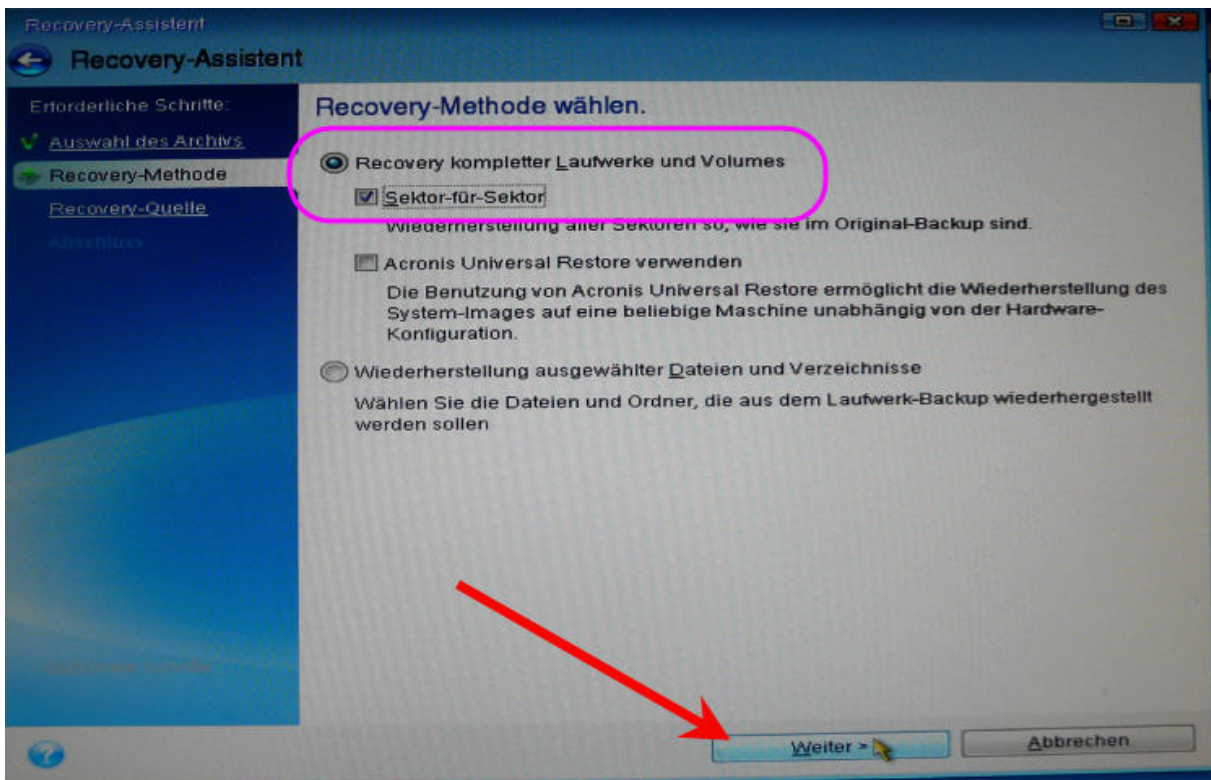 Recovery-Assistent
Recovery-Assistent
Erforderliche Schritte:
Auswahl des Archivs
Recovery-Methode
Recovery-Quelle
Abschluss
Recovery-Methode wählen.
Recovery kompletter Laufwerke und Volumes
Sektor-für-Sektor
Wiederherstellung aller Sektoren so, wie sie im Original-Backup sind.
Acronis Universal Restore verwenden
Die Benutzung von Acronis Universal Restore ermöglicht die Wiederherstellung des
System-Images auf eine beliebige Maschine unabhängig von der Hardware-
Konfiguration.
Wiederherstellung ausgewählter Dateien und Verzeichnisse
Wählen Sie die Dateien und Ordner, die aus dem Laufwerk-Backup wiederhergestellt
werden sollen
Weiter >
Abbrechen